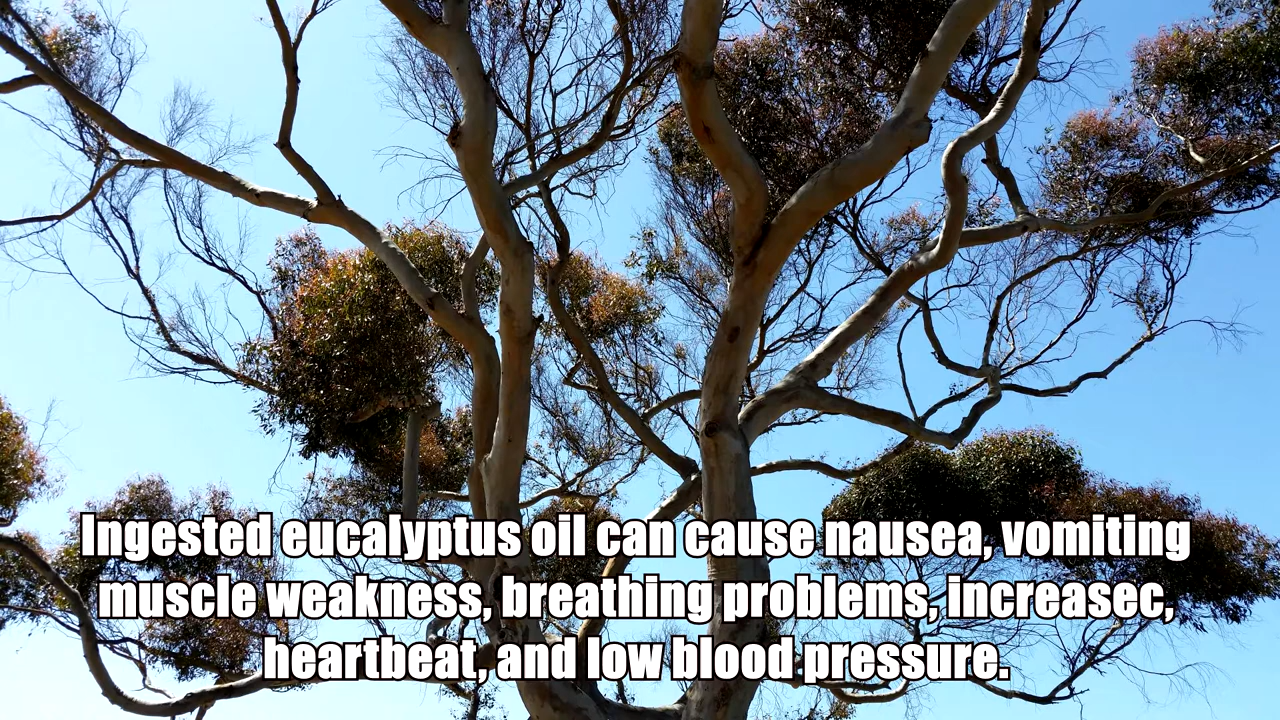 Ingested eucalyptus oil can cause nausea, vomiting
muscle weakness, breathing problems, increasec,
heartbeat, and low blood pressure.